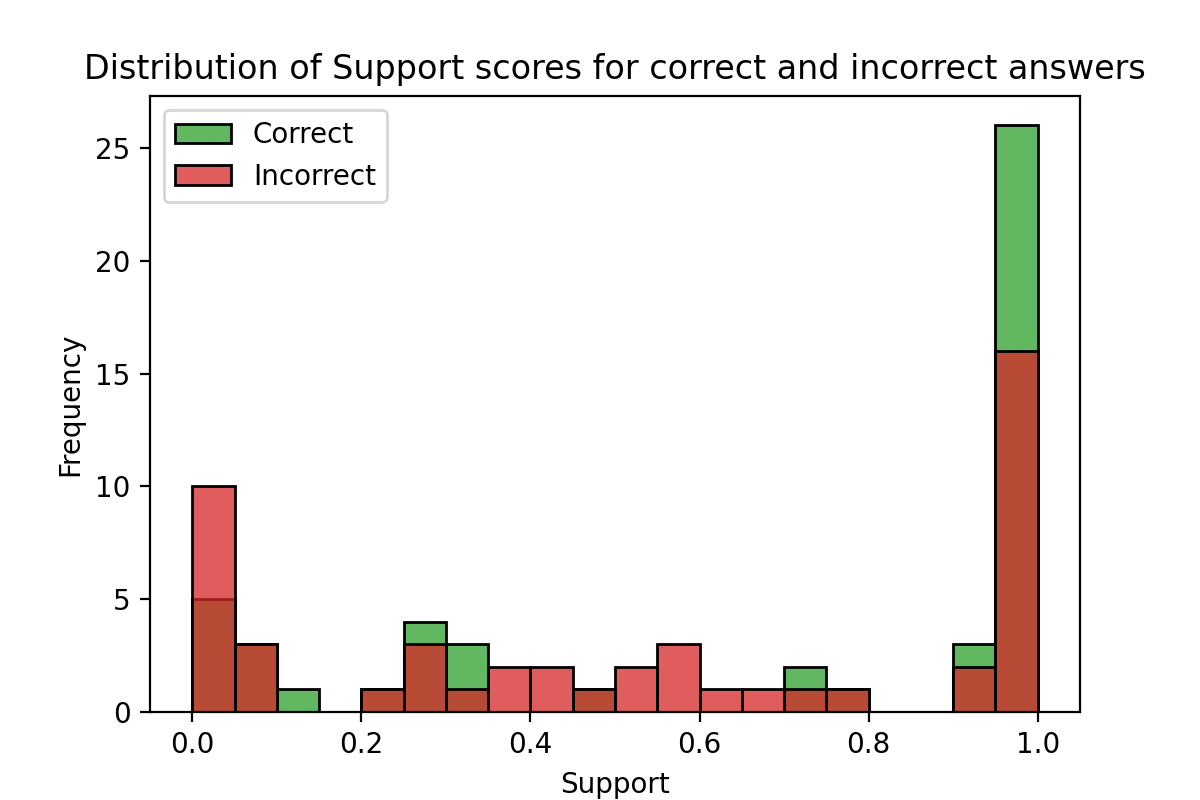 Distribution of Support scores for correct and incorrect answers
Correct
Incorrect
25
20
15
10
5
0
Frequency
0.0 0.2 0.4 0.6 0.8 1.0
Support